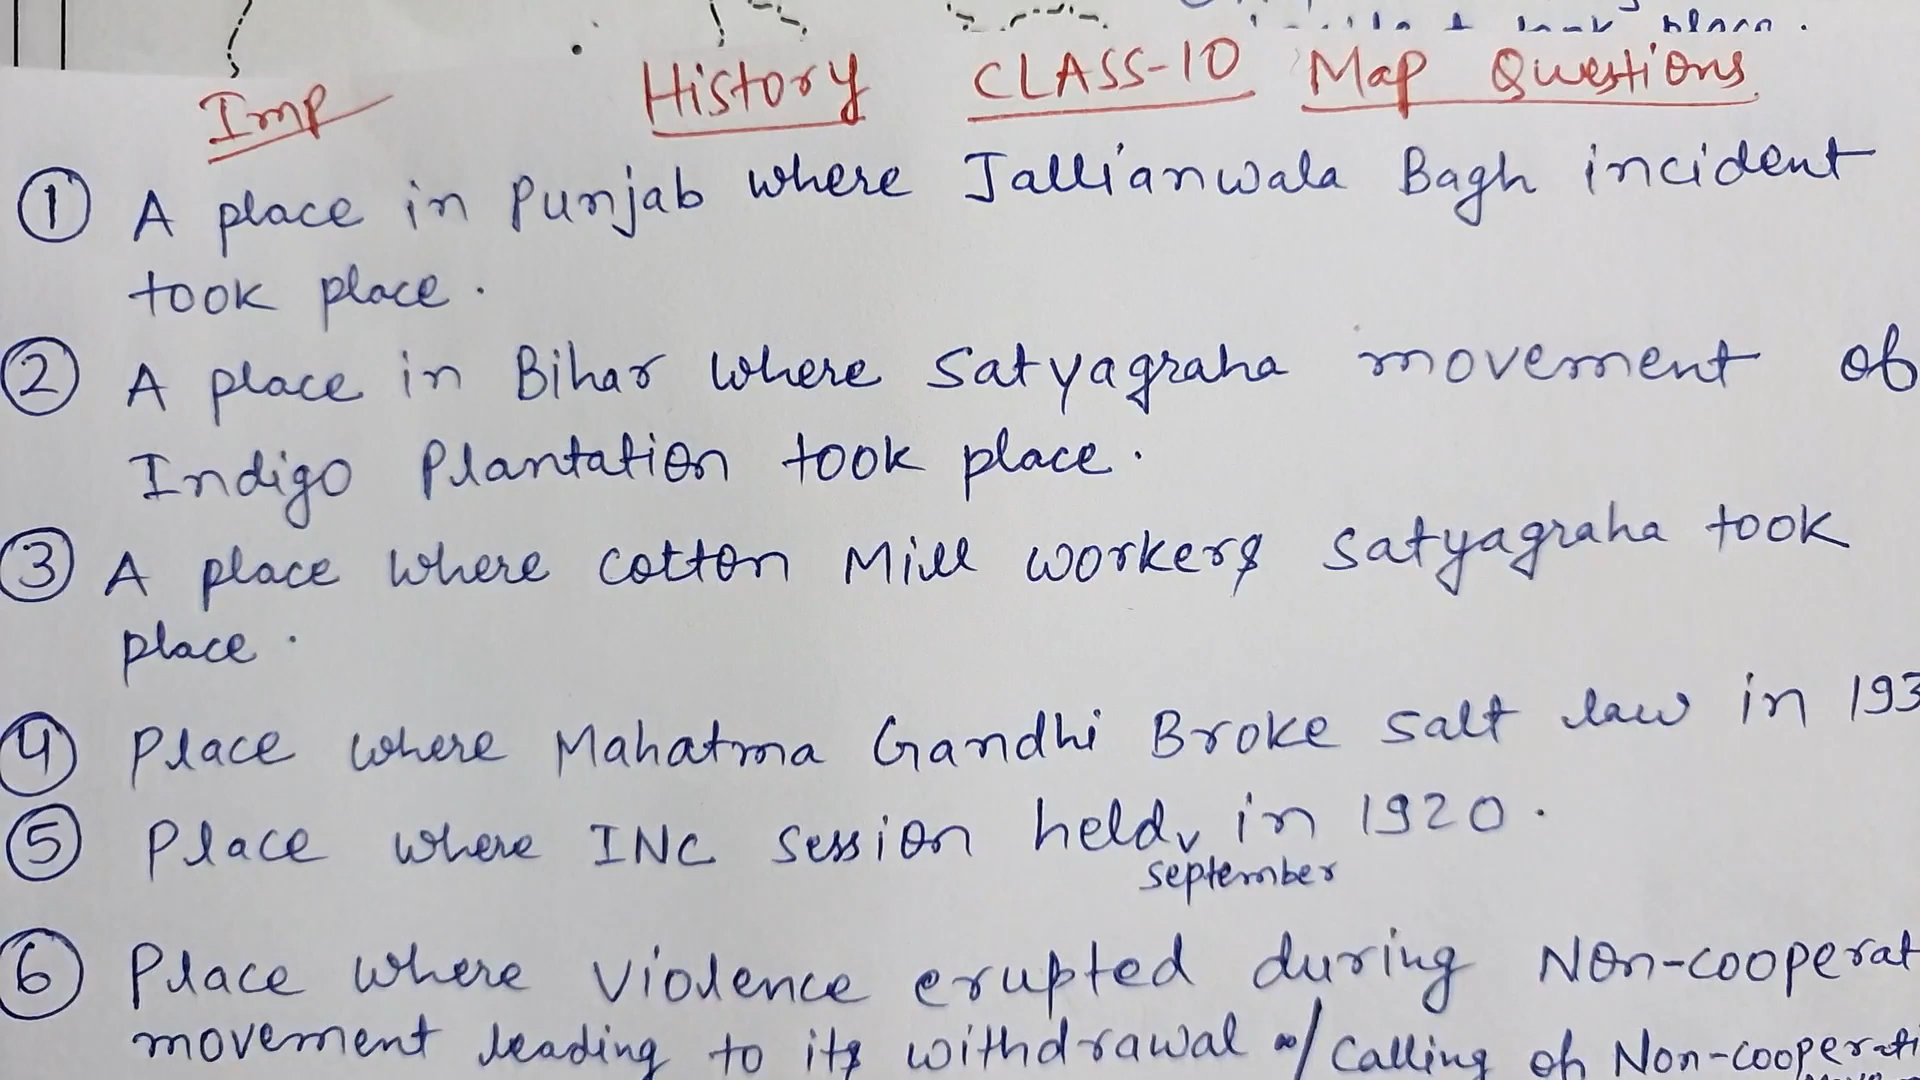 Imp History CLASS-10 Map Questions
① A place in Punjab where Jallianwala Bagh incident
took place.
② A place in Bihar where Satyagraha movement of
Indigo Plantation took place.
③ A place where cotton Mill workers Satyagraha took
place.
④ Place where Mahatma Gandhi Broke salt law in 193
⑤ Place where INC session held in 1920.
september
⑥ Place where violence erupted during Non-cooperat
movement leading to its withdrawal or/calling of Non-cooperati